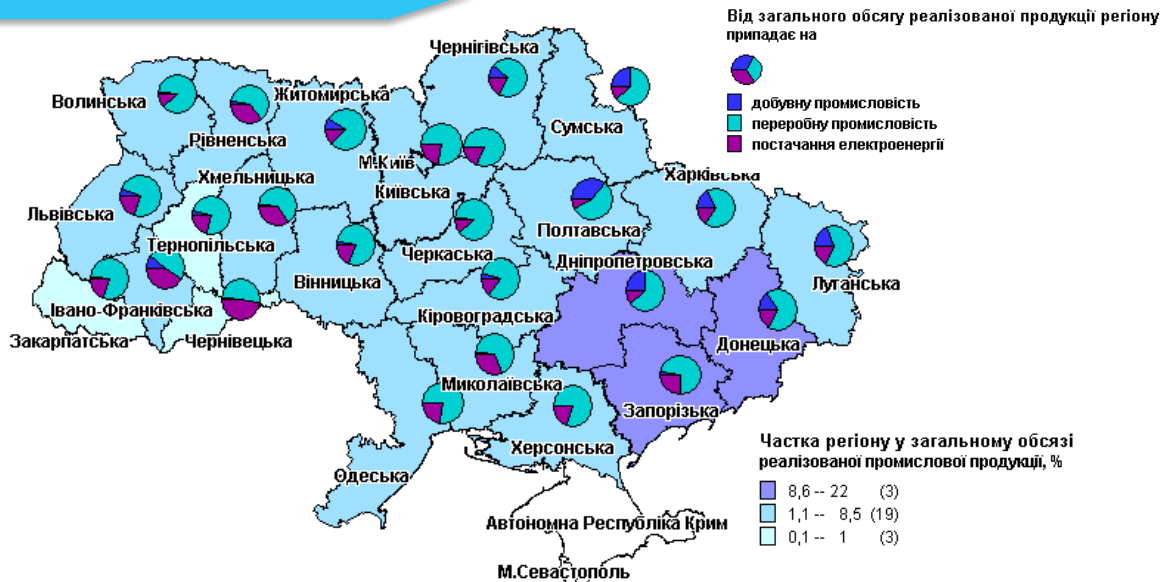 Від загального обсягу реалізованої продукції регіону
припадає на
добувну промисловість
переробну промисловість
постачання електроенергії
Чернігівська
Волинська
Житомирська
Сумська
Рівненська
М.Київ
Хмельницька
Харківська
Київська
Львівська
Полтавська
Тернопільська
Черкаська
Дніпропетровська
Вінницька
Луганська
Івано-Франківська
Кіровоградська
Закарпатська
Чернівецька
Донецька
Миколаївська
Запорізька
Херсонська
Одеська
Частка регіону у загальному обсязі
реалізованої промислової продукції, %
8,6 -- 22 (3)
1,1 -- 8,5 (19)
0,1 -- 1 (3)
Автономна Республіка Крим
М.Севастополь